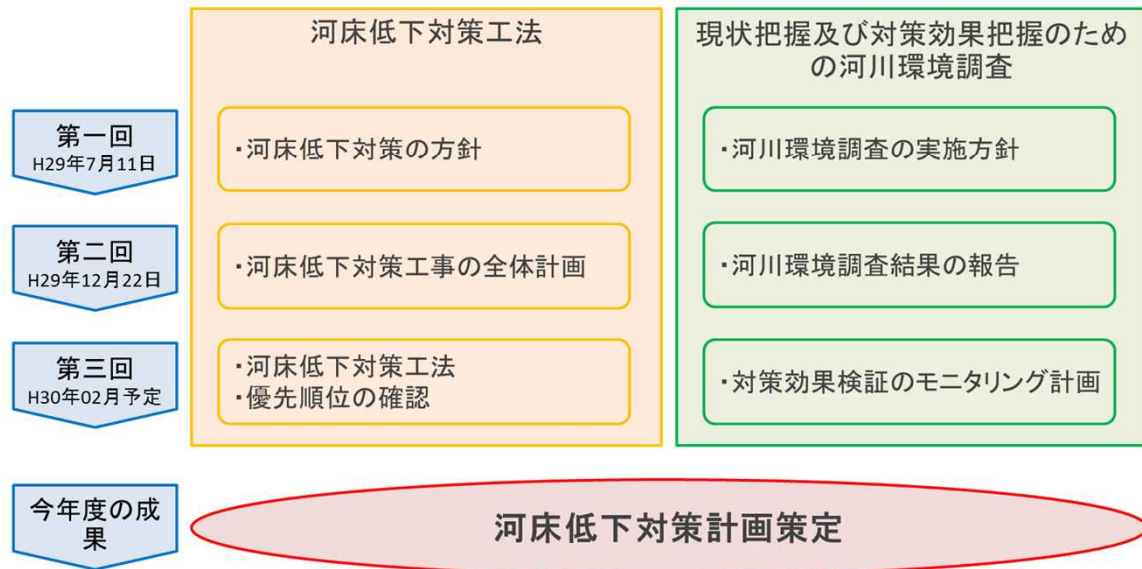 河床低下対策工法
現状把握及び対策効果把握のため
の河川環境調査
第一回
H29年7月11日
・河床低下対策の方針
・河川環境調査の実施方針
第二回
H29年12月22日
・河床低下対策工事の全体計画
・河川環境調査結果の報告
第三回
H30年02月予定
・河床低下対策工法
・優先順位の確認
・対策効果検証のモニタリング計画
今年度の成
果
河床低下対策計画策定